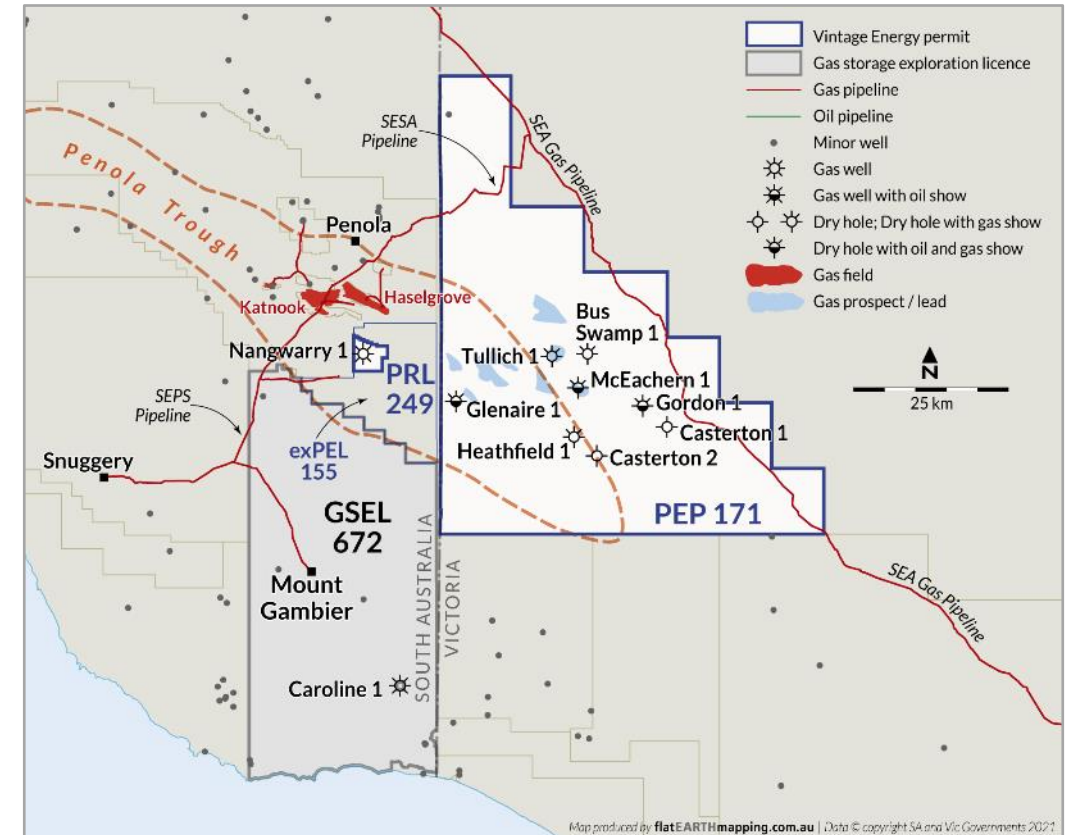 Vintage Energy permit
Gas storage exploration licence
Gas pipeline
Oil pipeline
Minor well
Gas well
Gas well with oil show
Dry hole; Dry hole with gas show
Dry hole with oil and gas show
Gas field
Gas prospect / lead
N
25 km
SESA
Pipeline
SEA Gas Pipeline
Penola Trough
Penola
Katnook
Haselgrove
Nangwarry 1
PRL
249
Bus
Swamp 1
Tullich 1
McEachern 1
Glenaire 1
Gordon 1
Casterton 1
Heathfield 1
Casterton 2
SEPS
Pipeline
exPEL
155
Snuggery
GSEL
672
PEP 171
Mount
Gambier
SOUTH AUSTRALIA
VICTORIA
SEA Gas Pipeline
Caroline 1
Map produced by flatEARTHmapping.com.au | Data © copyright SA and Vic Governments 2021